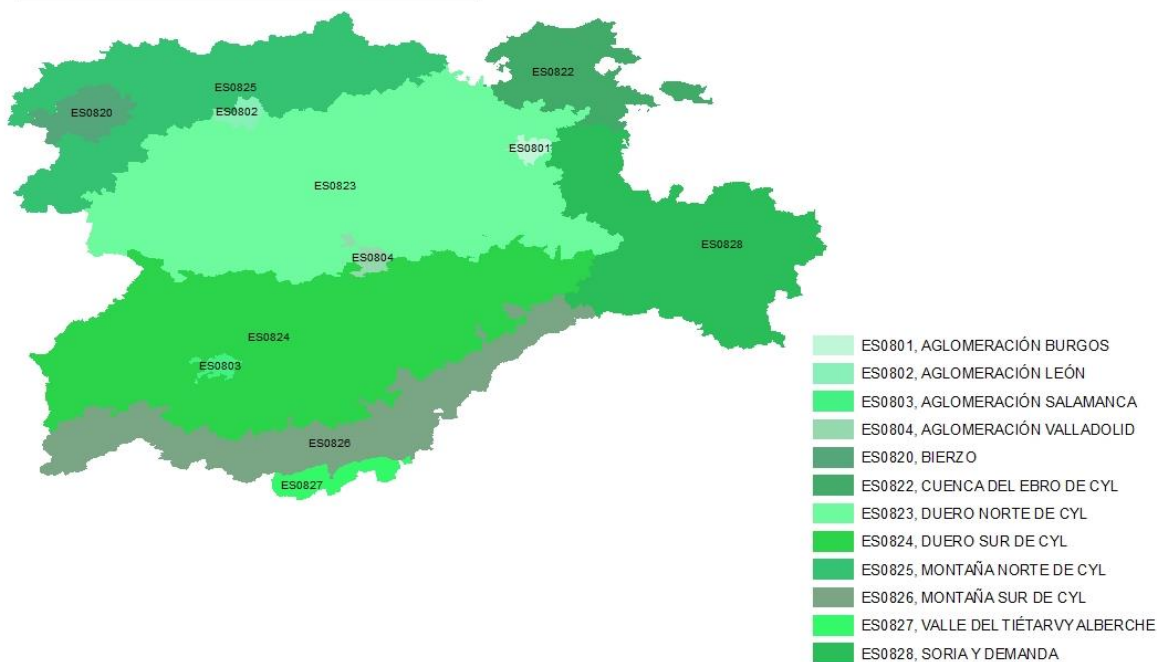 ES0822
ES0825
ES0820
ES0802
ES0801
ES0823
ES0828
ES0804
ES0824
ES0803
ES0826
ES0827
ES0801, AGLOMERACIÓN BURGOS
ES0802, AGLOMERACIÓN LEÓN
ES0803, AGLOMERACIÓN SALAMANCA
ES0804, AGLOMERACIÓN VALLADOLID
ES0820, BIERZO
ES0822, CUENCA DEL EBRO DE CYL
ES0823, DUERO NORTE DE CYL
ES0824, DUERO SUR DE CYL
ES0825, MONTAÑA NORTE DE CYL
ES0826, MONTAÑA SUR DE CYL
ES0827, VALLE DEL TIÉTARVY ALBERCHE
ES0828, SORIA Y DEMANDA